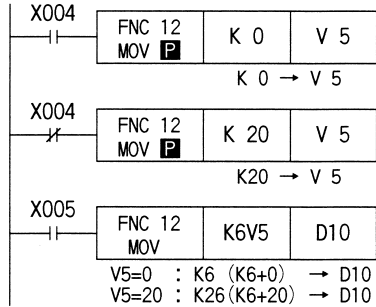 X004
FNC 12
MOV P
K 0
V 5
K 0 → V 5
X004
FNC 12
MOV P
K 20
V 5
K20 → V 5
X005
FNC 12
MOV
K6V5
D10
V5=0 : K6 (K6+0) → D10
V5=20 : K26(K6+20) → D10